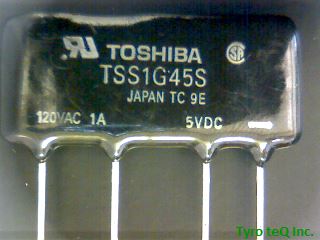 TOSHIBA
TSS1G45S
JAPAN TC 9E
120VAC 1A 5VDC
Tyro teQ Inc.